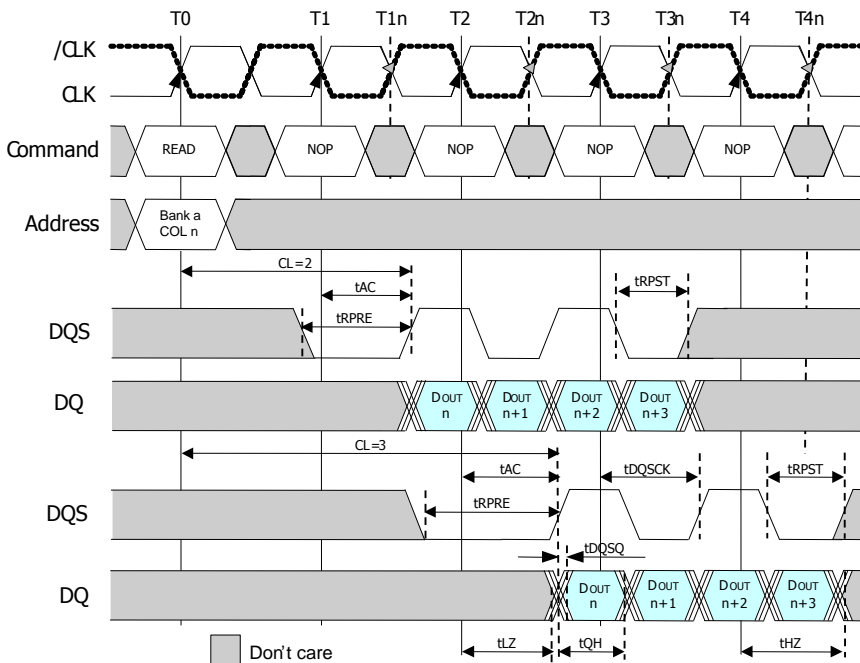 T0 T1 T1n T2 T2n T3 T3n T4 T4n
/CLK
CLK
Command READ NOP NOP NOP NOP
Address Bank a
COL n
CL=2
tAC
tRPST
tRPRE
DQS
DQ DOUT n DOUT n+1 DOUT n+2 DOUT n+3
CL=3
tAC tDQSCK tRPST
tRPRE
DQS
tDQSQ
DQ DOUT n DOUT n+1 DOUT n+2 DOUT n+3
tLZ tQH tHZ
Don't care